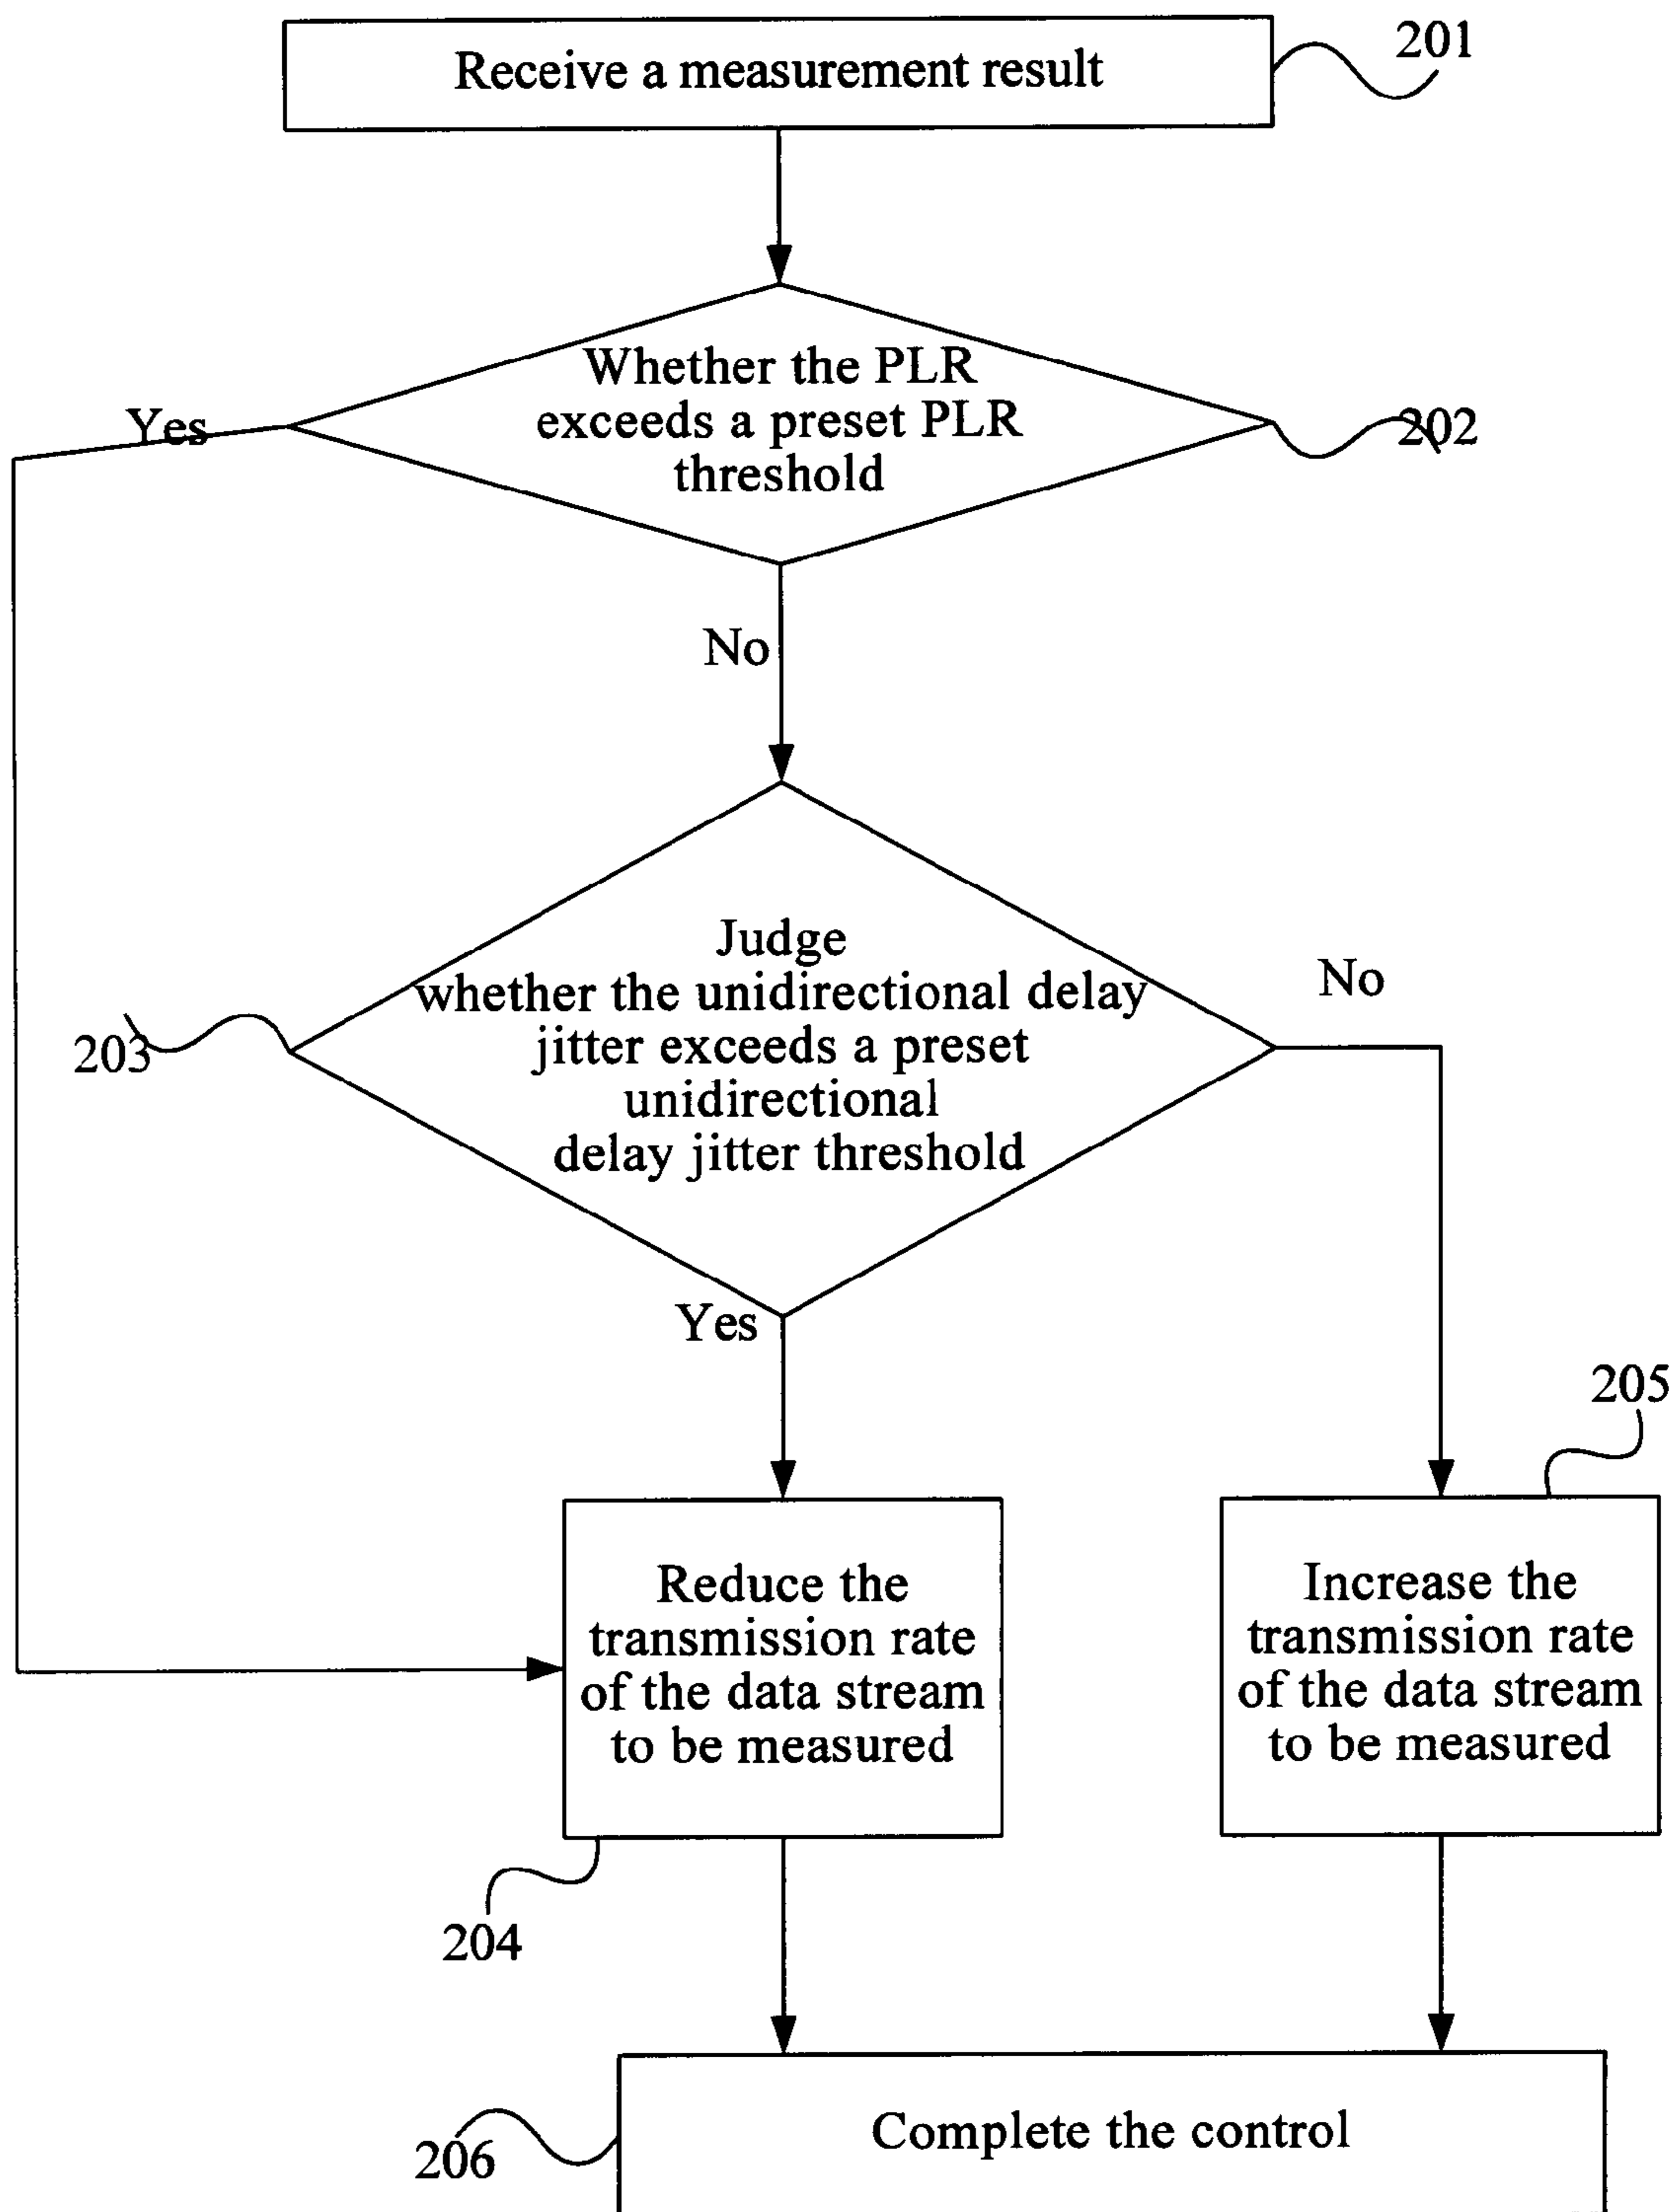 Receive a measurement result
201
Whether the PLR
exceeds a preset PLR
threshold
Yes
202
No
Judge
whether the unidirectional delay
jitter exceeds a preset
unidirectional
delay jitter threshold
No
203
Yes
205
Reduce the
transmission rate
of the data stream
to be measured
Increase the
transmission rate
of the data stream
to be measured
204
Complete the control
206